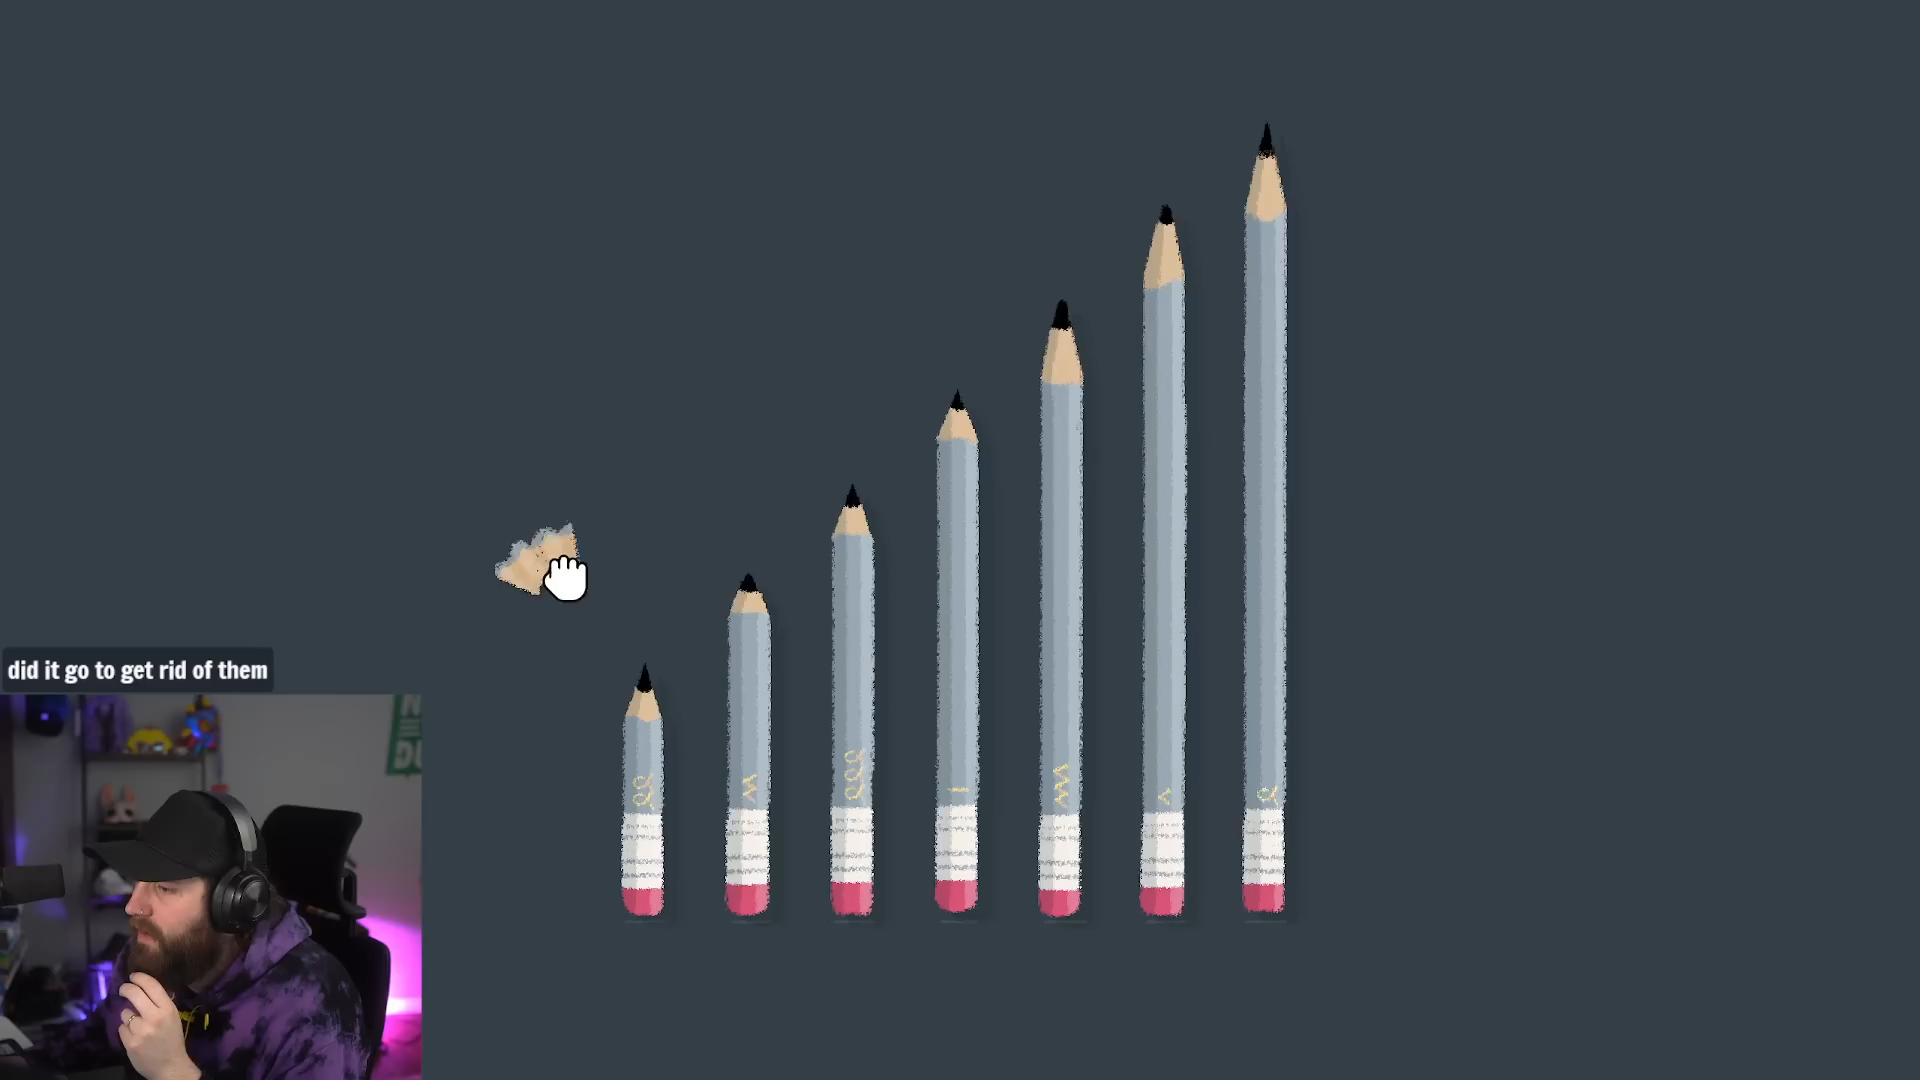 did it go to get rid of them